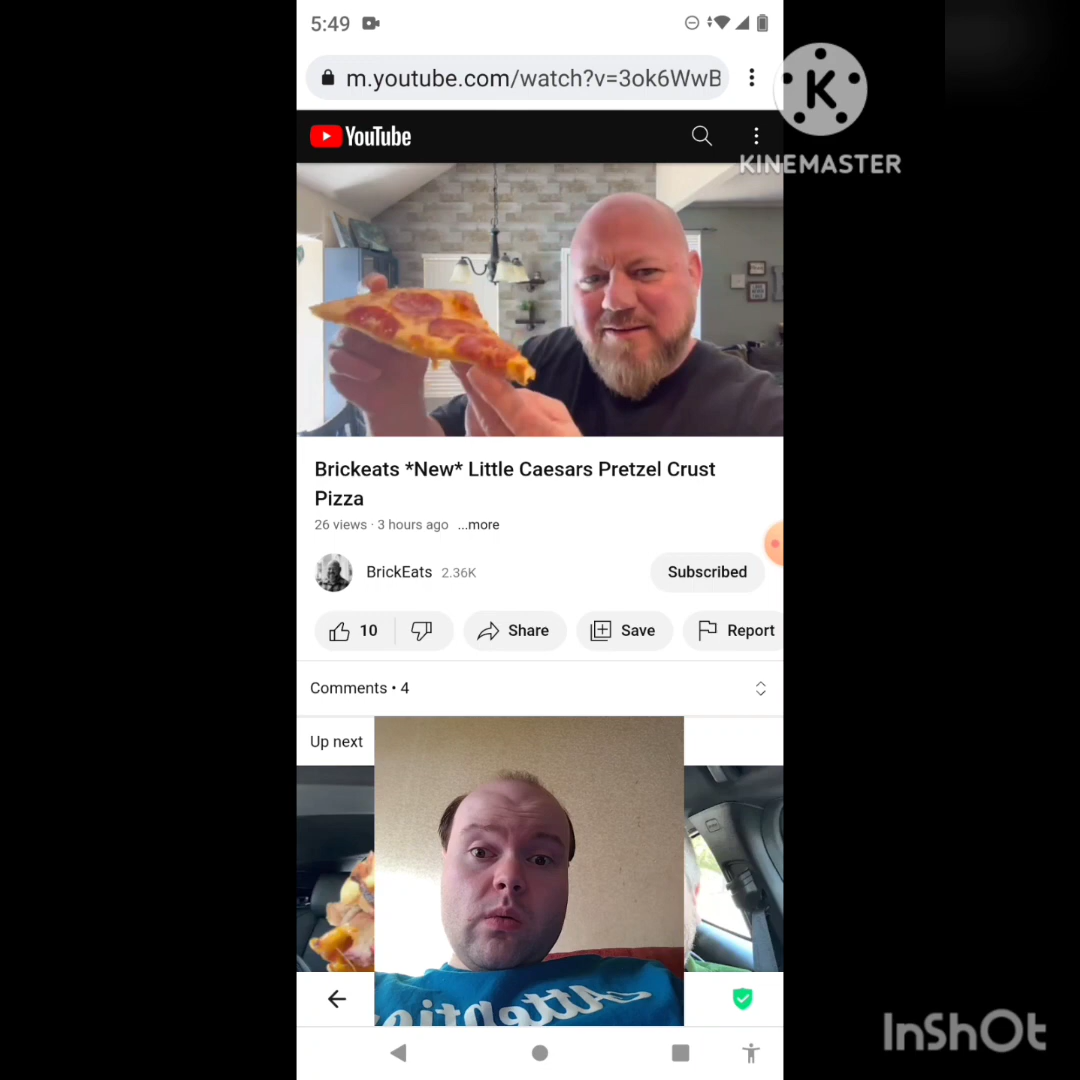 5:49
m.youtube.com/watch?v=3ok6WwB
K
KINEMASTER
YouTube
Brickeats *New* Little Caesars Pretzel Crust
Pizza
26 views · 3 hours ago ...more
BrickEats 2.36K
Subscribed
10
Share
Save
Report
Comments • 4
Up next
Attentio
InShOt